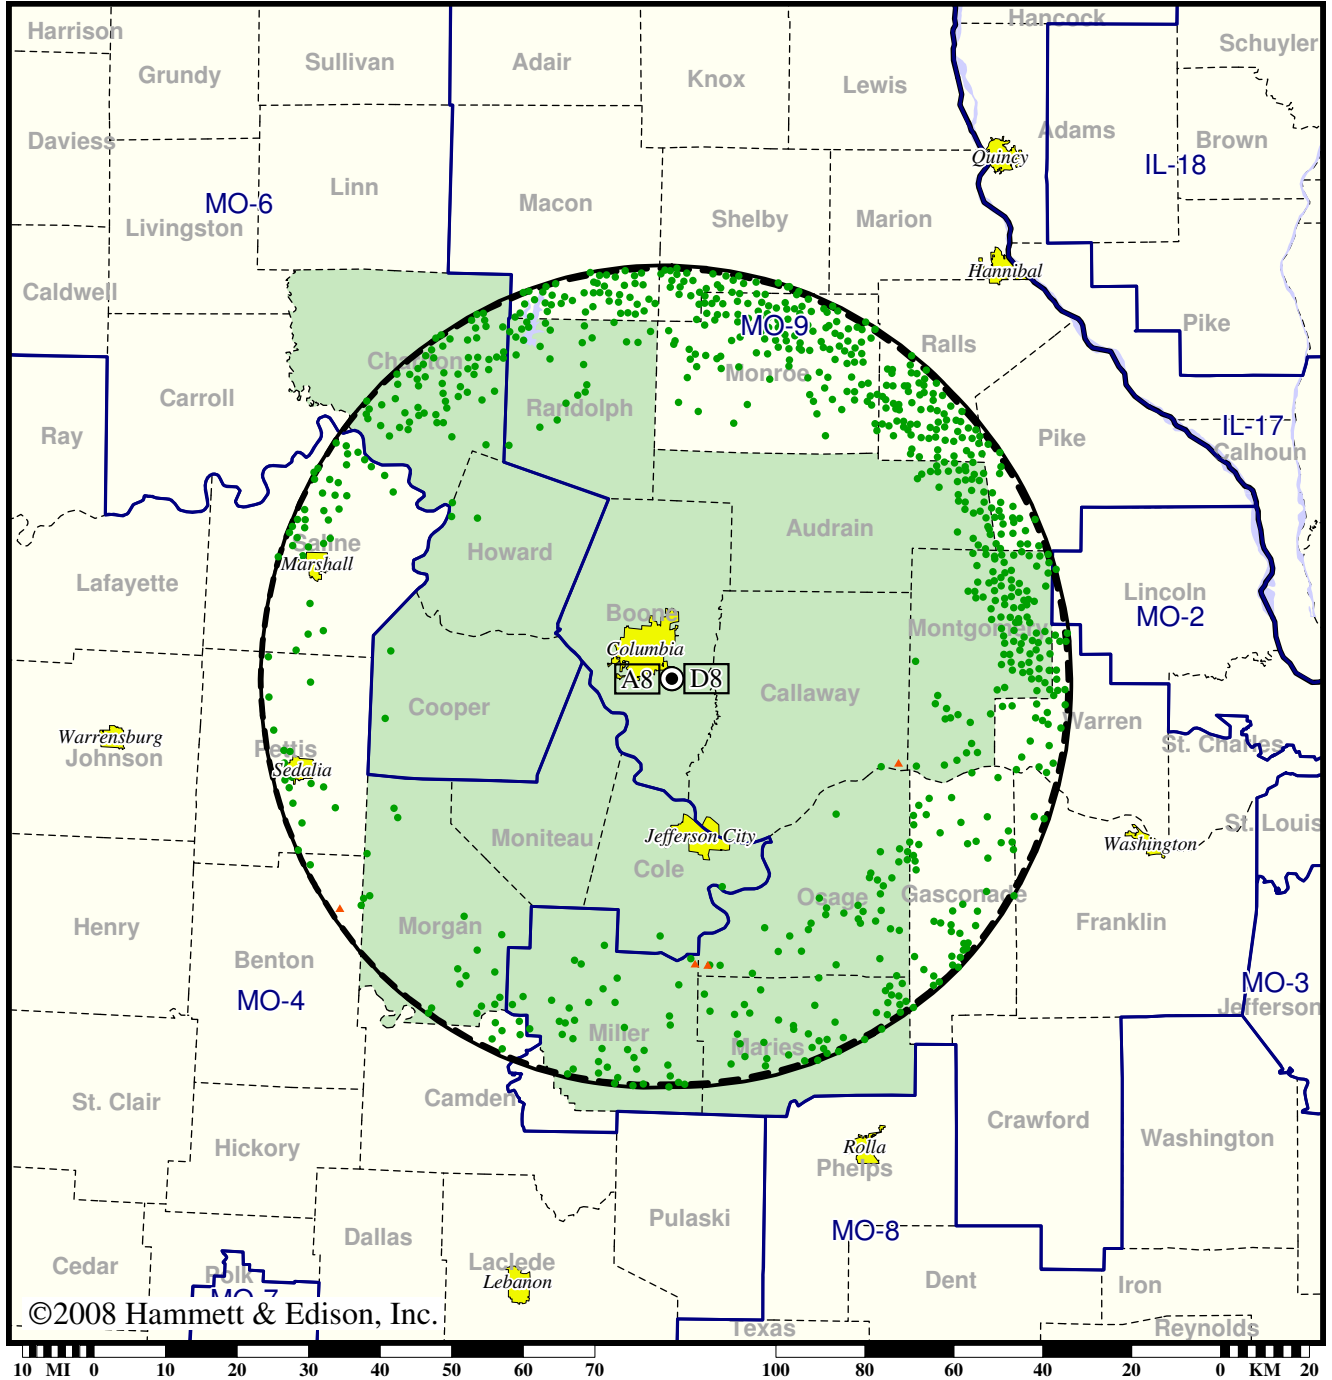 Harrison
Hancock
Schuyler
Sullivan
Adair
Grundy
Knox
Lewis
Adams
Daviess
Brown
Quincy
IL-18
Linn
MO-6
Macon
Shelby
Marion
Livingston
Hannibal
Caldwell
MO-9
Pike
Ralls
Chariton
Monroe
Carroll
Randolph
Ray
Pike
IL-17
Calhoun
Audrain
Saline
Howard
Marshall
Lafayette
Lincoln
Boone
MO-2
Montgomery
Columbia
A8
D8
Callaway
Cooper
Warren
Warrensburg
Pettis
St. Charles
Johnson
Sedalia
St. Louis
Jefferson City
Moniteau
Washington
Cole
Osage
Gasconade
Henry
Morgan
Franklin
Benton
MO-3
MO-4
Jefferson
Miller
Maries
St. Clair
Camden
Crawford
Washington
Hickory
Rolla
Phelps
Pulaski
MO-8
Dallas
Cedar
Laclede
Polk
Lebanon
Dent
Iron
MO-7
©2008 Hammett & Edison, Inc.
Texas
Reynolds
10 MI 0 10 20 30 40 50 60 70 100 80 60 40 20 0 KM 20